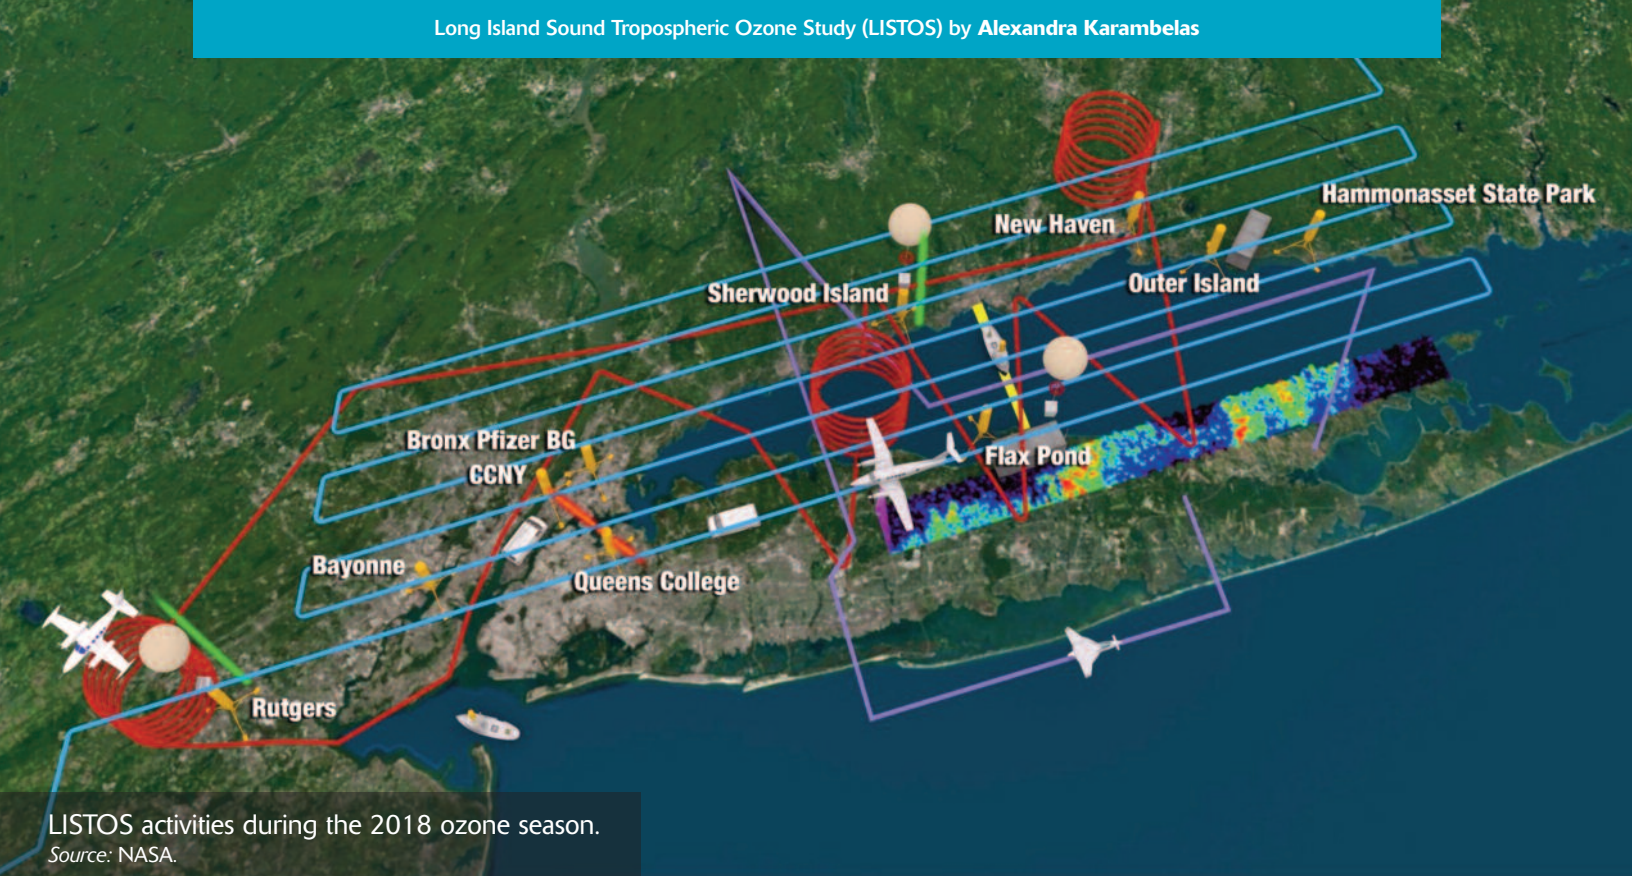 Long Island Sound Tropospheric Ozone Study (LISTOS) by Alexandra Karambelas
Hammonasset State Park
New Haven
Outer Island
Sherwood Island
Bronx Pfizer BG
CCNY
Flax Pond
Bayonne
Queens College
Rutgers
LISTOS activities during the 2018 ozone season.
Source: NASA.